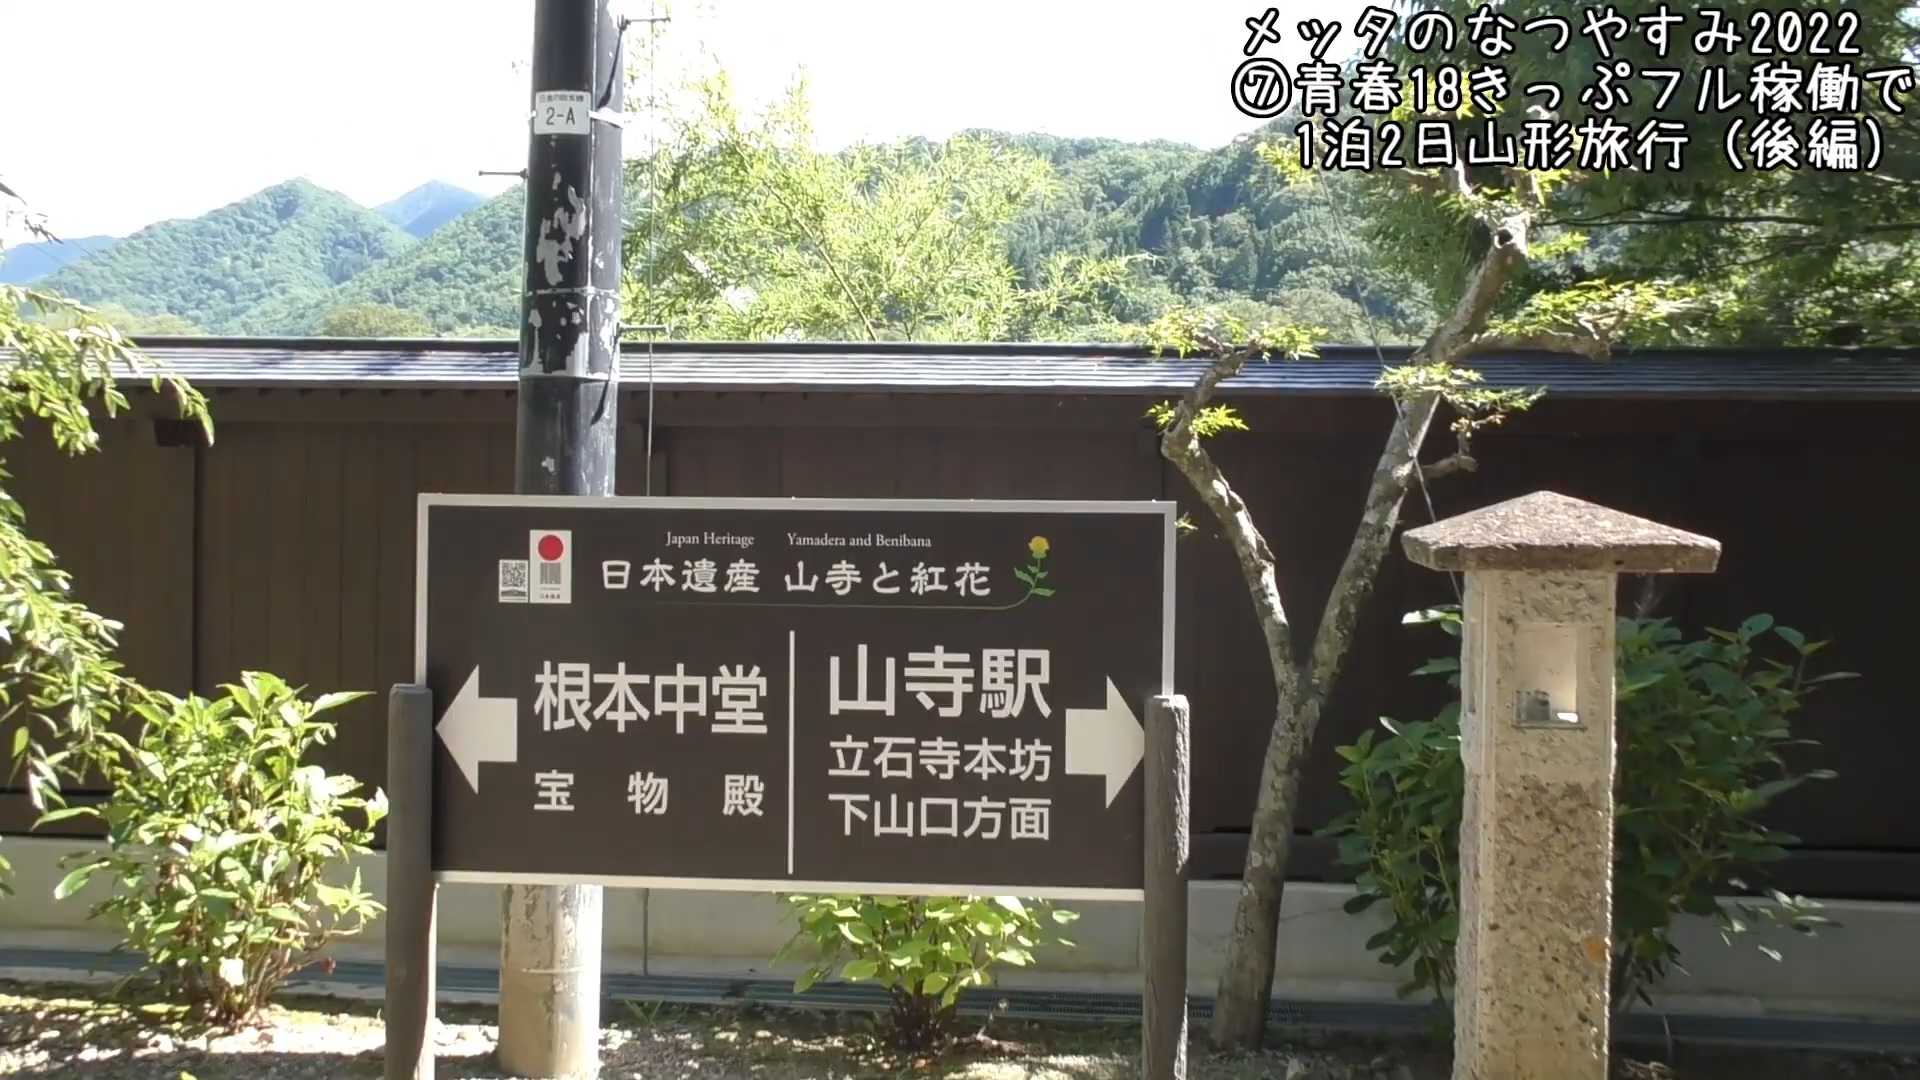 メッタのなつやすみ2022
⑦青春18きっぷフル稼働で
1泊2日山形旅行（後編）
2-A
Japan Heritage Yamadera and Benibana
日本遺産 山寺と紅花
根本中堂
宝物殿
山寺駅
立石寺本坊
下山口方面